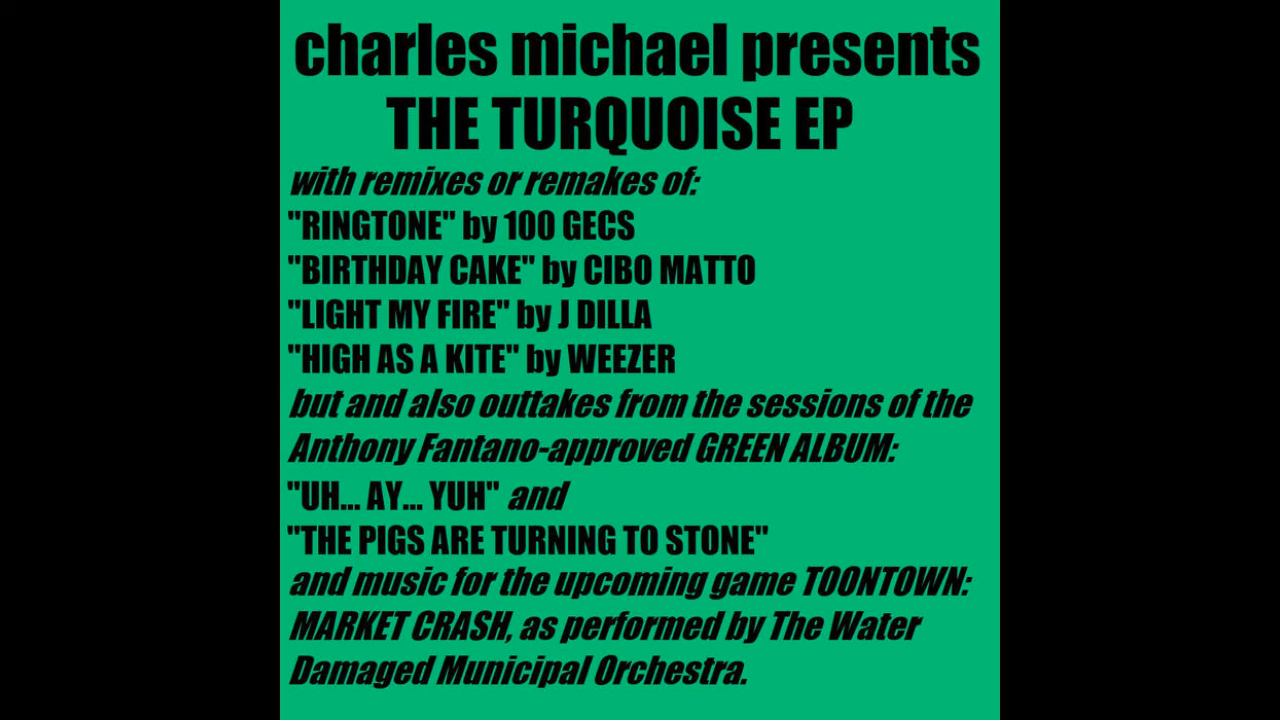 charles michael presents
THE TURQUOISE EP
with remixes or remakes of:
"RINGTONE" by 100 GECS
"BIRTHDAY CAKE" by CIBO MATTO
"LIGHT MY FIRE" by J DILLA
"HIGH AS A KITE" by WEEZER
but and also outtakes from the sessions of the
Anthony Fantano-approved GREEN ALBUM:
"UH... AY... YUH" and
"THE PIGS ARE TURNING TO STONE"
and music for the upcoming game TOONTOWN:
MARKET CRASH, as performed by The Water
Damaged Municipal Orchestra.